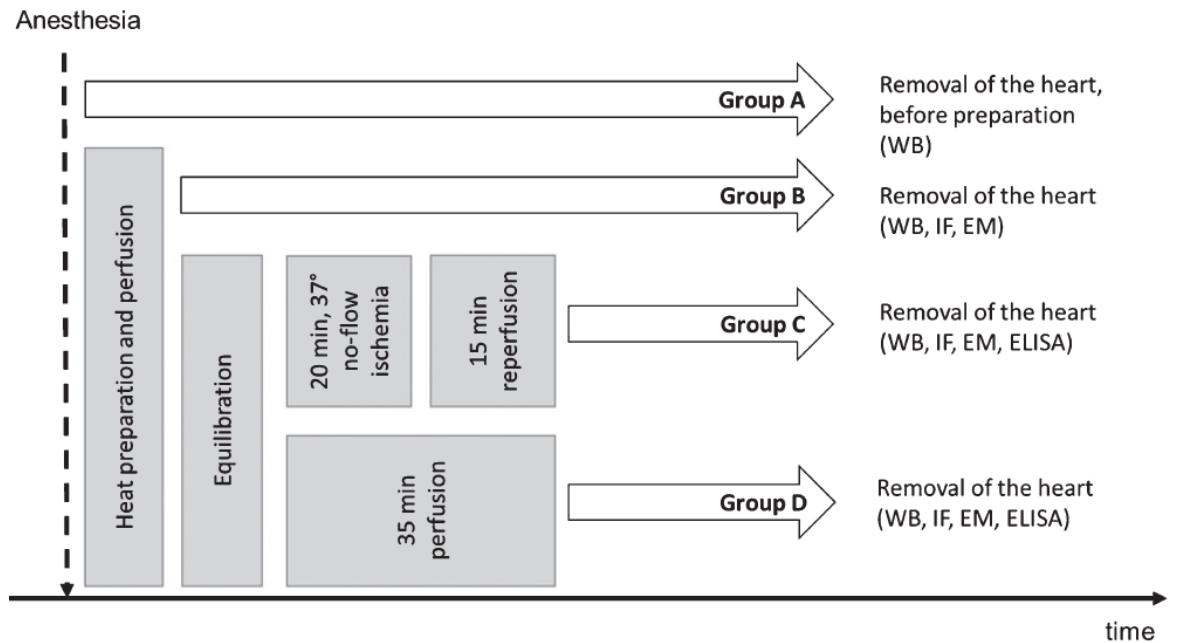 Anesthesia
Group A
Removal of the heart,
before preparation
(WB)
Heat preparation and perfusion
Group B
Removal of the heart
(WB, IF, EM)
Equilibration
20 min, 37°
no-flow
ischemia
15 min
reperfusion
Group C
Removal of the heart
(WB, IF, EM, ELISA)
35 min
perfusion
Group D
Removal of the heart
(WB, IF, EM, ELISA)
time